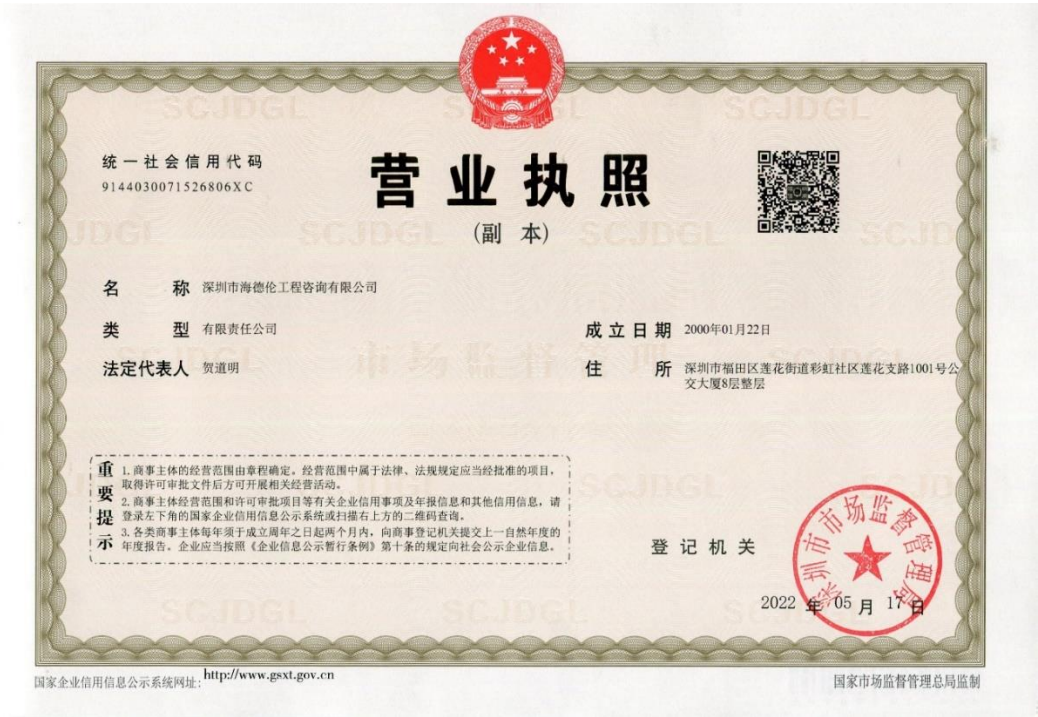 统一社会信用代码
9144030071526806XC
营业执照
(副 本)
名 称 深圳市海德伦工程咨询有限公司
类 型 有限责任公司
法定代表人 贺道明
成立日期 2000年01月22日
住 所 深圳市福田区莲花街道彩虹社区莲花支路1001号公
交大厦8层整层
重要提示
1. 商事主体的经营范围由章程确定。经营范围中属于法律、法规规定应当经批准的项目,
取得许可审批文件后方可开展相关经营活动。
2. 商事主体经营范围和许可审批项目等有关企业信用事项及年报信息和其他信用信息,请
登录左下角的国家企业信用信息公示系统或扫描右上方的二维码查询。
3. 各类商事主体每年须于成立周年之日起两个月内,向商事登记机关提交上一自然年度的
年度报告。企业应当按照《企业信息公示暂行条例》第十条的规定向社会公示企业信息。
登记机关
深圳市市场监督管理局
2022 年 05 月 17 日
国家企业信用信息公示系统网址: http://www.gsxt.gov.cn
国家市场监督管理总局监制
SCJDGL
市场监督管理